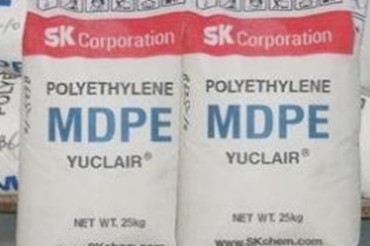 SK Corporation
POLYETHYLENE
MDPE
YUCLAIR®
NET WT. 25kg
SK Corporation
POLYETHYLENE
MDPE
YUCLAIR®
NET WT. 25kg
www.SKchem.com